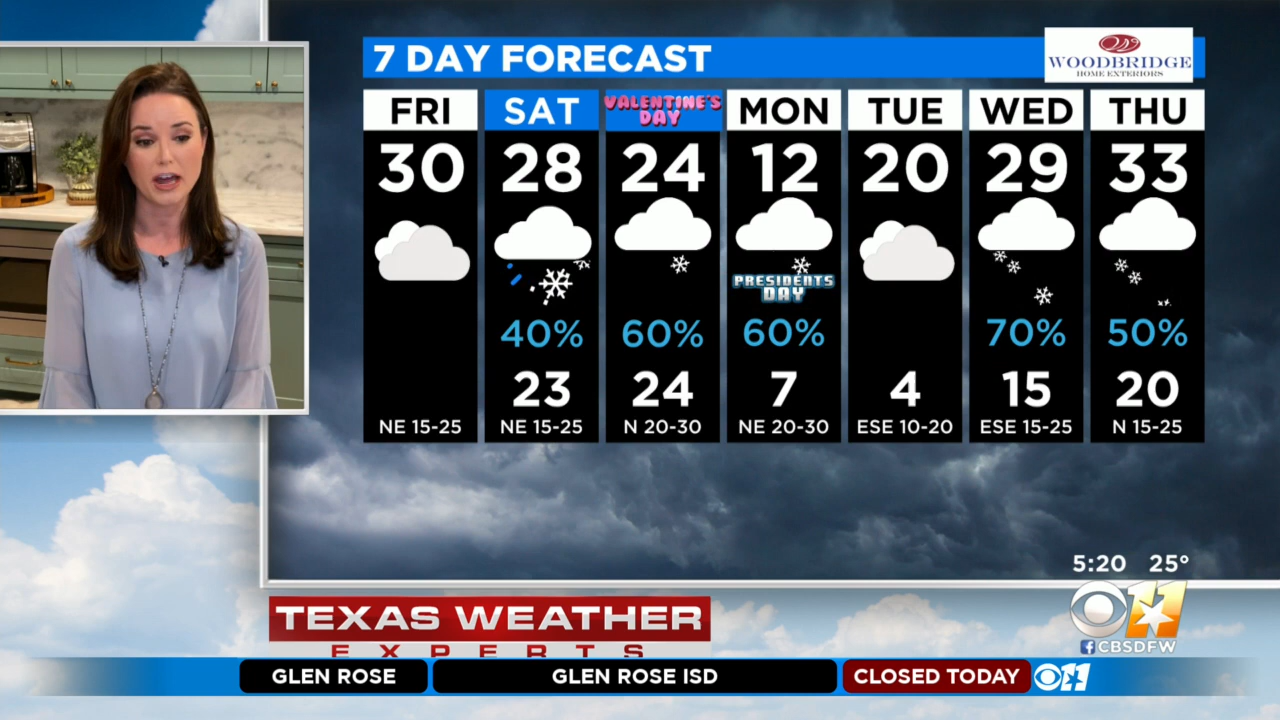 7 DAY FORECAST
WOODBRIDGE
HOME EXTERIORS
FRI SAT VALENTINE'S DAY MON TUE WED THU
30 28 24 12 20 29 33
PRESIDENTS DAY
40% 60% 60% 70% 50%
23 24 7 4 15 20
NE 15-25 NE 15-25 N 20-30 NE 20-30 ESE 10-20 ESE 15-25 N 15-25
5:20 25°
11
TEXAS WEATHER
EXPERTS
f CBSDFW
GLEN ROSE GLEN ROSE ISD CLOSED TODAY 11